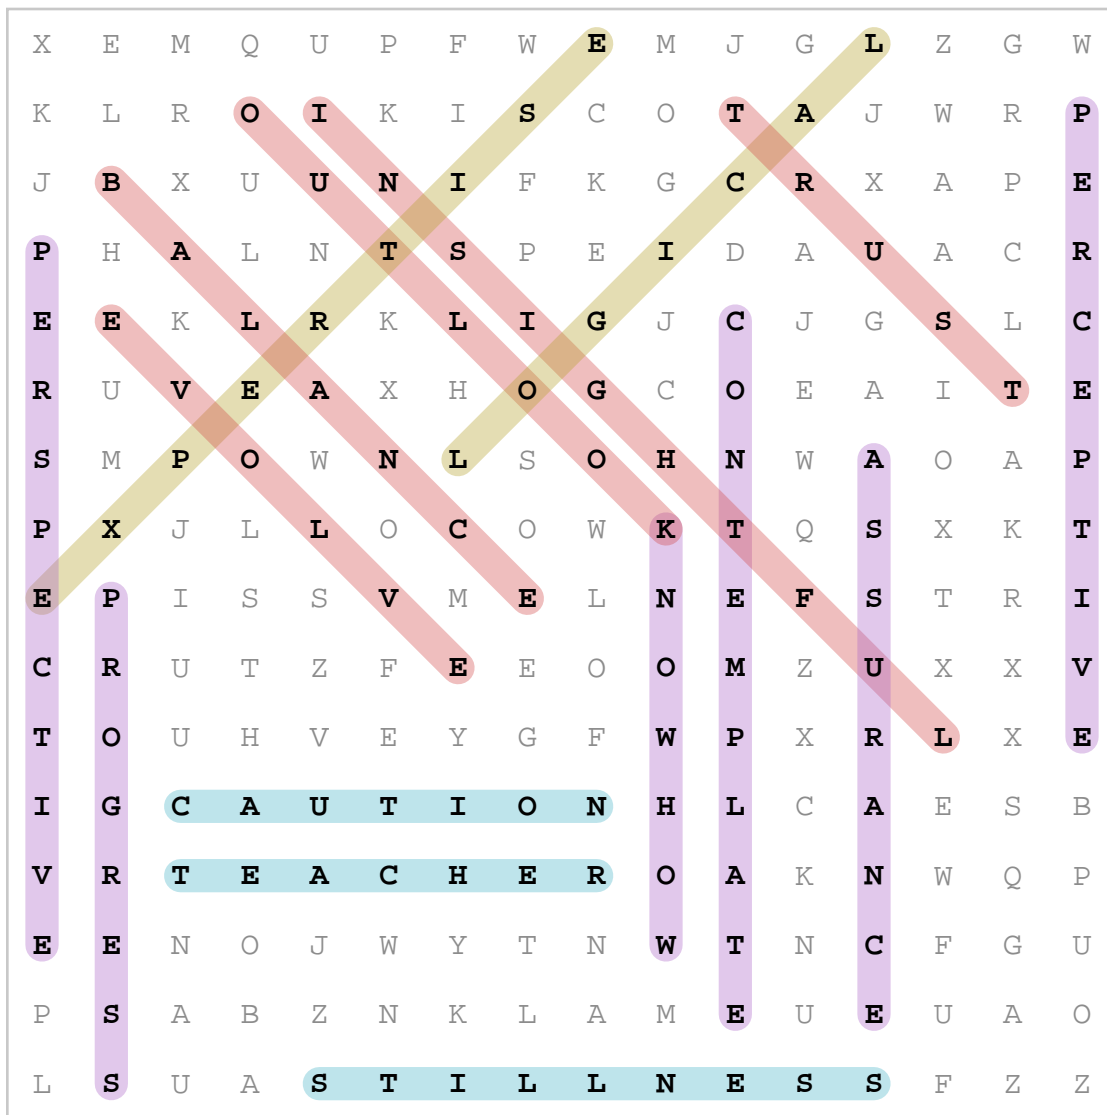 X E M Q U P F W E M J G L Z G W
K L R O I K I S C O T A J W R P
J B X U U N I F K G C R X A P E
P H A L N T S P E I D A U A C R
E E K L R K L I G J C J G S L C
R U V E A X H O G C O E A I T E
S M P O W N L S O H N W A O A P
P X J L L O C O W K T Q S X K T
E P I S S V M E L N E F S T R I
C R U T Z F E E O O M Z U X X V
T O U H V E Y G F W P X R L X E
I G C A U T I O N H L C A E S B
V R T E A C H E R O A K N W Q P
E E N O J W Y T N W T N C F G U
P S A B Z N K L A M E U E U A O
L S U A S T I L L N E S S F Z Z